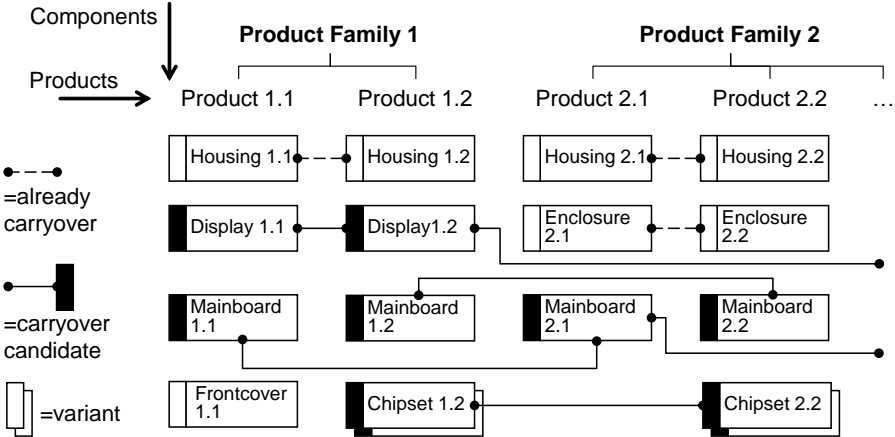 Components
Product Family 1
Product Family 2
Products
Product 1.1
Product 1.2
Product 2.1
Product 2.2
...
Housing 1.1
Housing 1.2
Housing 2.1
Housing 2.2
=already
carryover
Display 1.1
Display1.2
Enclosure
2.1
Enclosure
2.2
=carryover
candidate
Mainboard
1.1
Mainboard
1.2
Mainboard
2.1
Mainboard
2.2
=variant
Frontcover
1.1
Chipset 1.2
Chipset 2.2